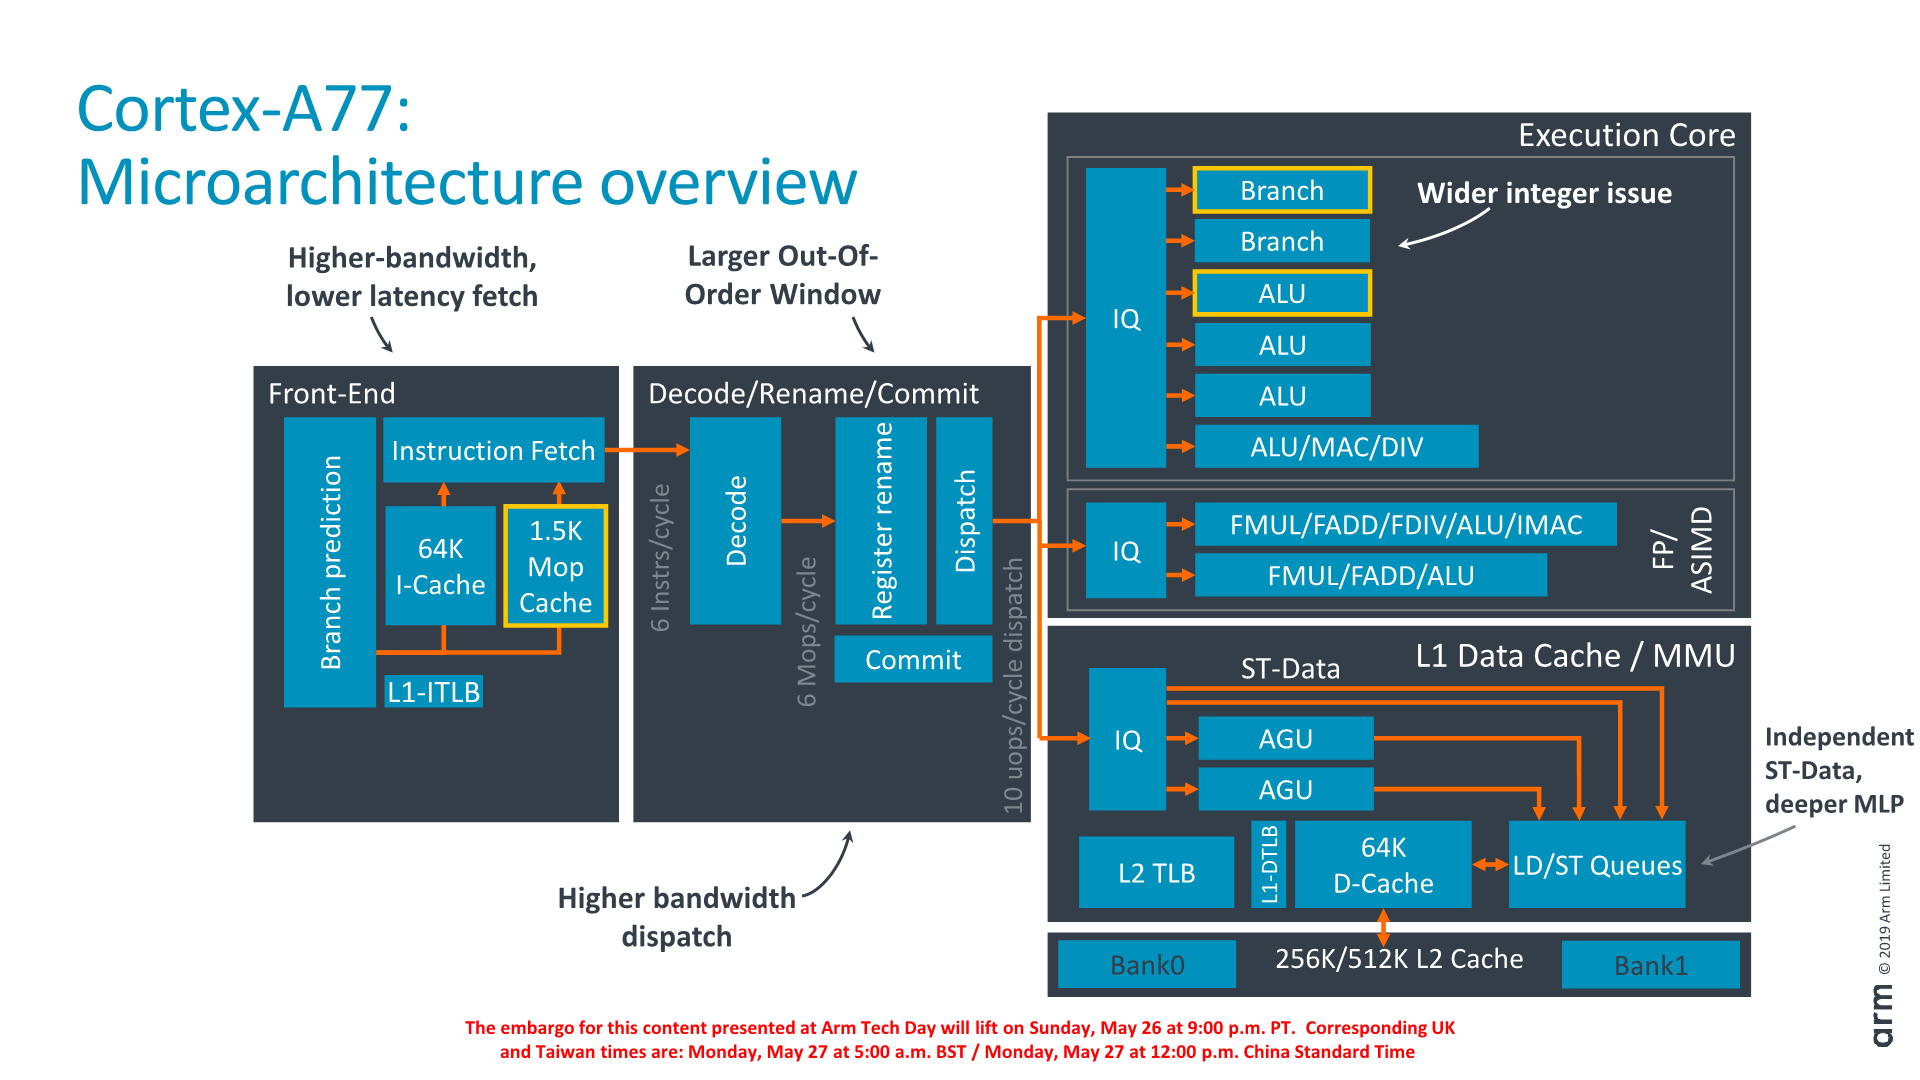 Cortex-A77:
Microarchitecture overview
Higher-bandwidth,
lower latency fetch
Larger Out-Of-
Order Window
Front-End
Branch prediction
Instruction Fetch
64K
I-Cache
1.5K
Mop
Cache
L1-ITLB
6 Instrs/cycle
Decode/Rename/Commit
Decode
6 Mops/cycle
Register rename
Dispatch
Commit
10 uops/cycle dispatch
Higher bandwidth
dispatch
Execution Core
IQ
Branch
Branch
ALU
ALU
ALU
ALU/MAC/DIV
Wider integer issue
IQ
FMUL/FADD/FDIV/ALU/IMAC
FMUL/FADD/ALU
FP/
ASIMD
L1 Data Cache / MMU
ST-Data
IQ
AGU
AGU
L2 TLB
L1-DTLB
64K
D-Cache
LD/ST Queues
Independent
ST-Data,
deeper MLP
Bank0
256K/512K L2 Cache
Bank1
The embargo for this content presented at Arm Tech Day will lift on Sunday, May 26 at 9:00 p.m. PT.  Corresponding UK
and Taiwan times are: Monday, May 27 at 5:00 a.m. BST / Monday, May 27 at 12:00 p.m. China Standard Time
arm © 2019 Arm Limited